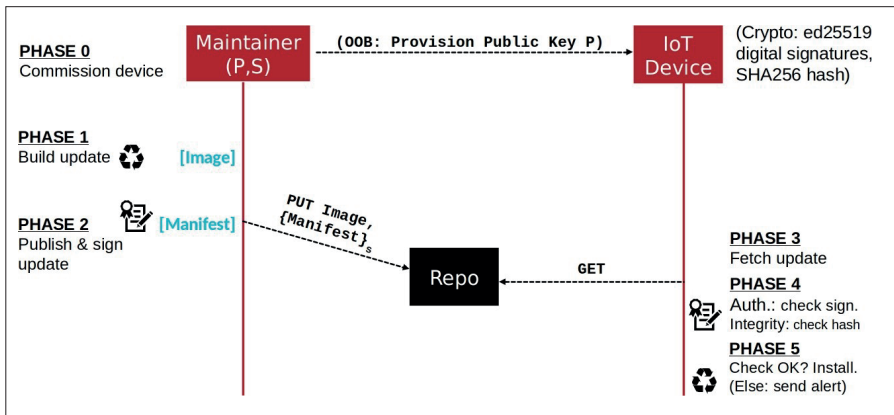 PHASE 0
Commission device
Maintainer
(P,S)
(OOB: Provision Public Key P)
IoT
Device
(Crypto: ed25519
digital signatures,
SHA256 hash)
PHASE 1
Build update
[Image]
PHASE 2
Publish & sign
update
[Manifest]
PUT Image,
{Manifest}s
Repo
GET
PHASE 3
Fetch update
PHASE 4
Auth.: check sign.
Integrity: check hash
PHASE 5
Check OK? Install.
(Else: send alert)